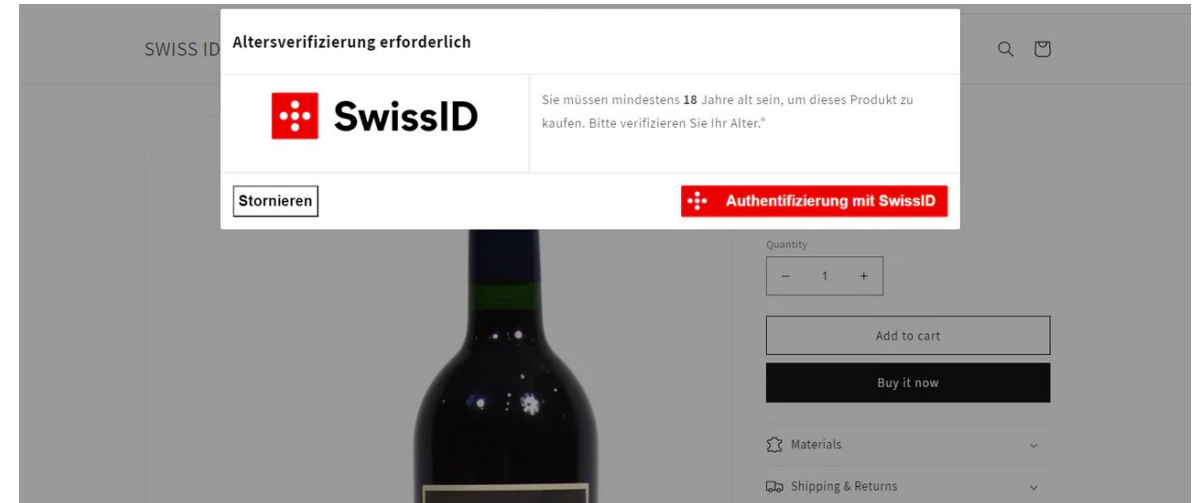 SWISS ID
Altersverifizierung erforderlich
SwissID
Sie müssen mindestens 18 Jahre alt sein, um dieses Produkt zu
kaufen. Bitte verifizieren Sie Ihr Alter."
Stornieren
Authentifizierung mit SwissID
Quantity
− 1 +
Add to cart
Buy it now
Materials
Shipping & Returns